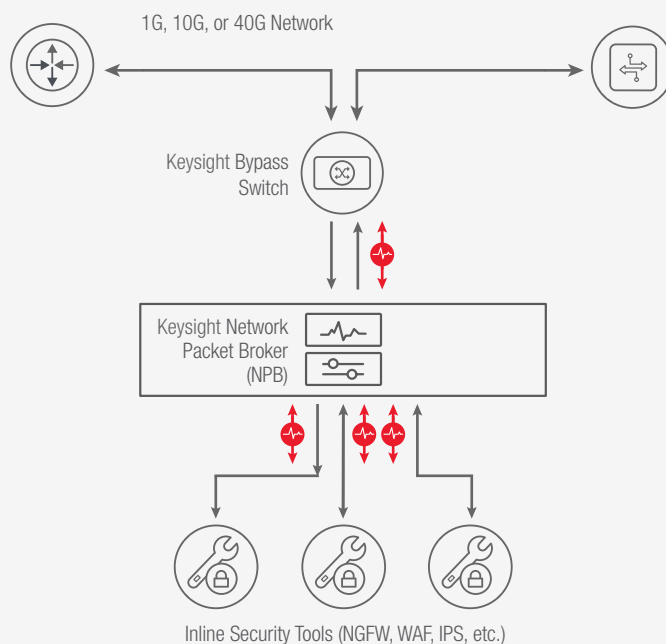 1G, 10G, or 40G Network
Keysight Bypass
Switch
Keysight Network
Packet Broker
(NPB)
Inline Security Tools (NGFW, WAF, IPS, etc.)